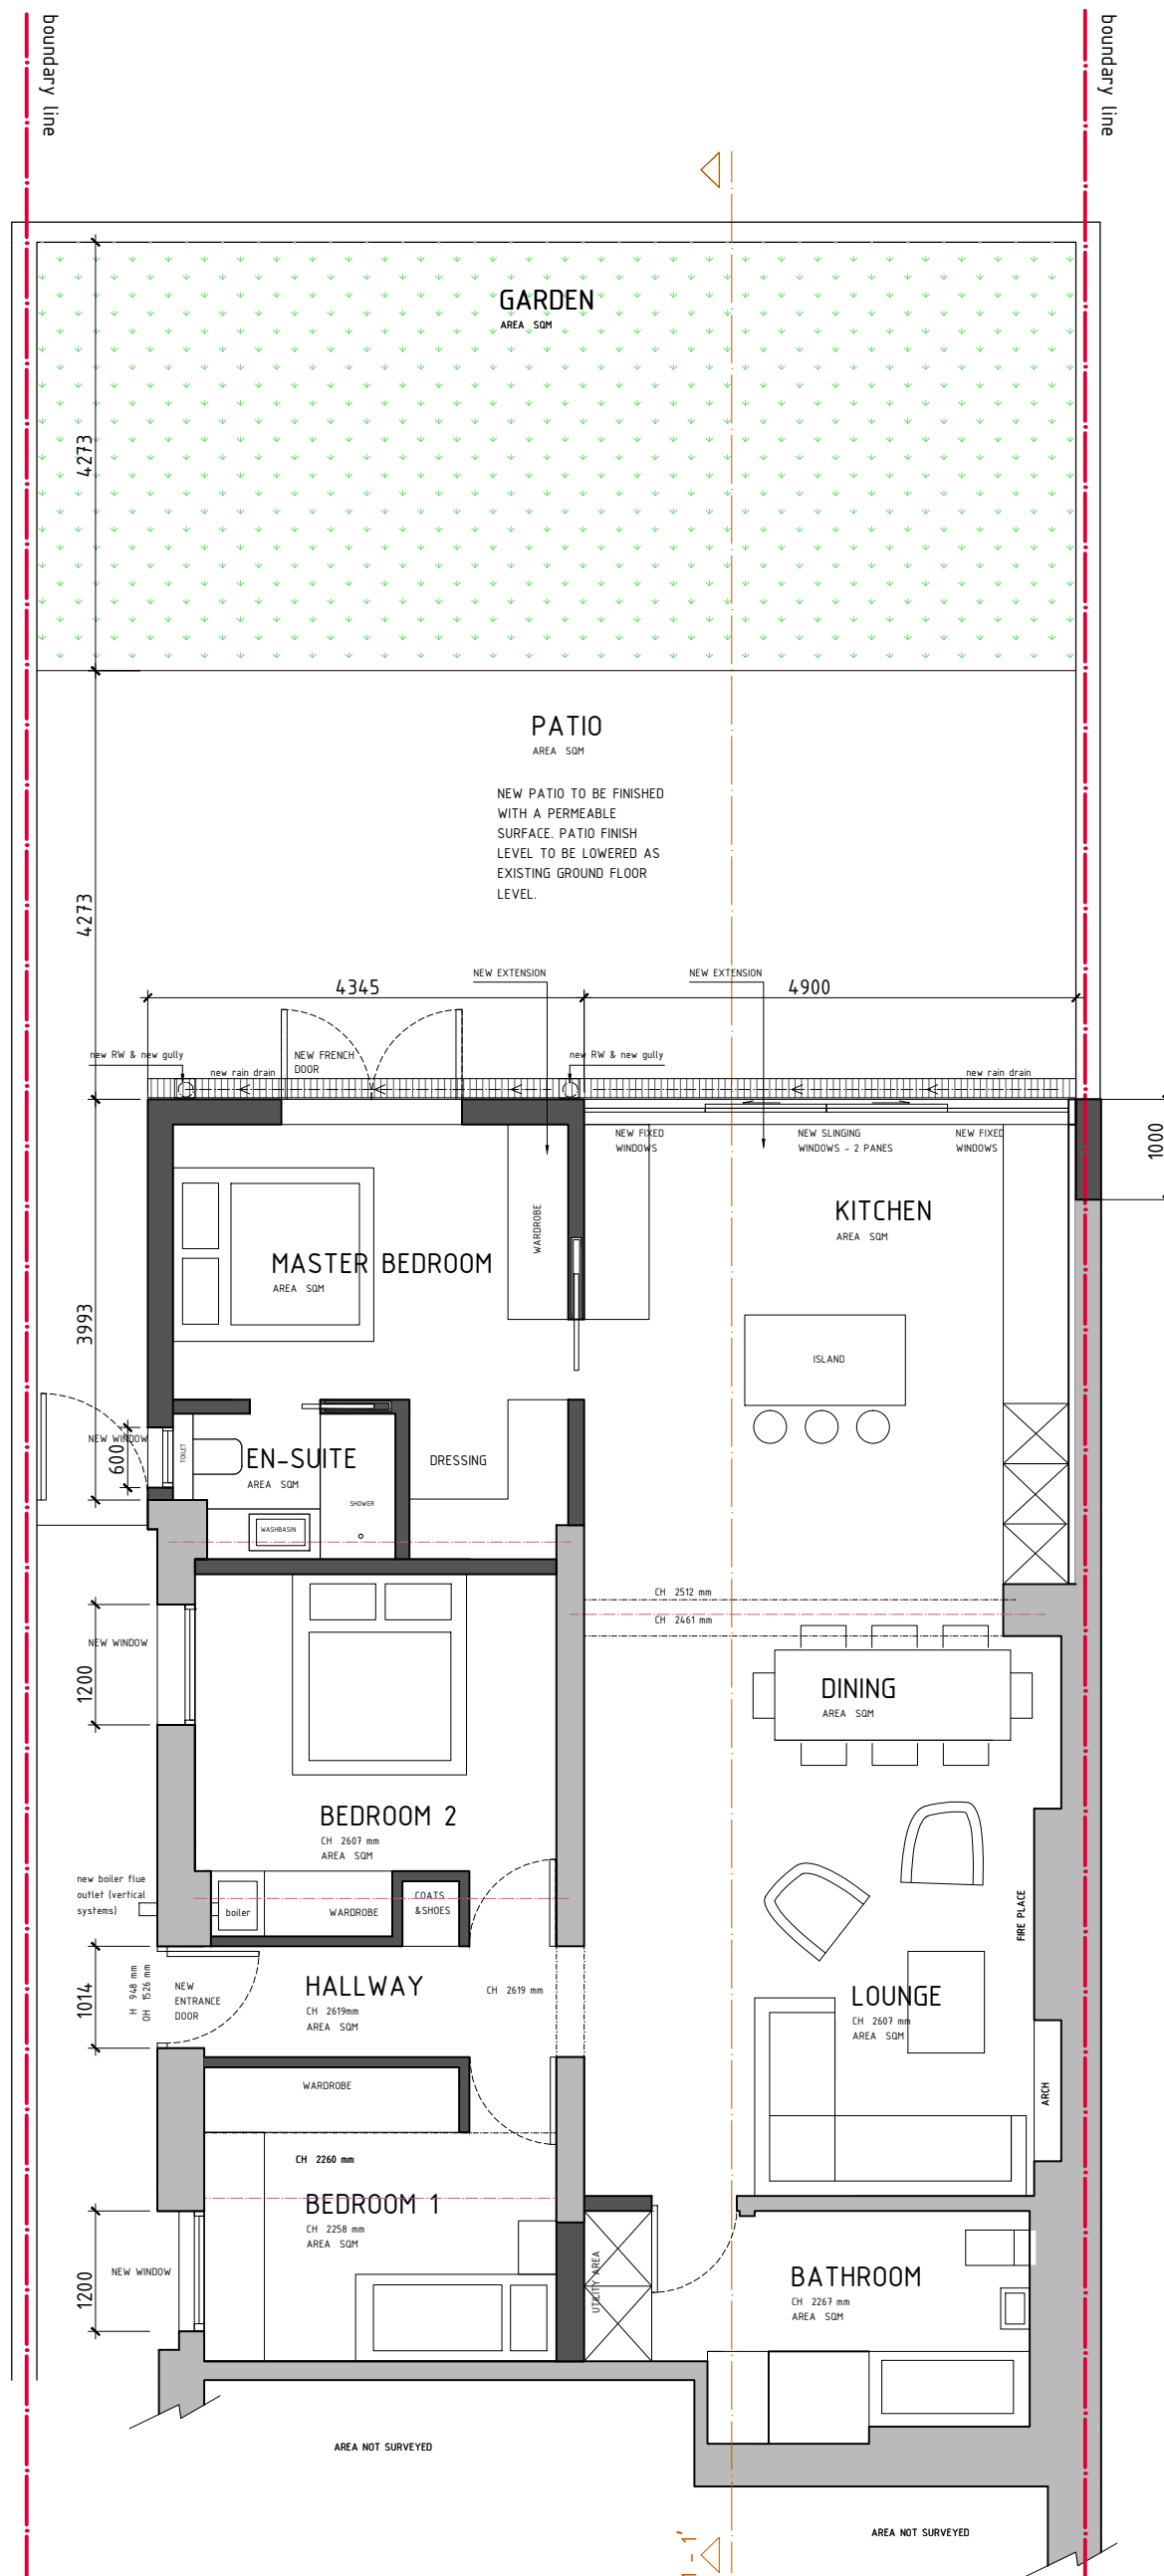 boundary line
boundary line
GARDEN
AREA SQM
4273
PATIO
AREA SQM
NEW PATIO TO BE FINISHED
WITH A PERMEABLE
SURFACE. PATIO FINISH
LEVEL TO BE LOWERED AS
EXISTING GROUND FLOOR
LEVEL.
4273
NEW EXTENSION
NEW EXTENSION
4345
4900
new RW & new gully
NEW FRENCH
DOOR
new RW & new gully
new rain drain
new rain drain
1000
NEW FIXED
WINDOWS
NEW SLINGING
WINDOWS - 2 PANES
NEW FIXED
WINDOWS
WARDROBE
KITCHEN
AREA SQM
MASTER BEDROOM
AREA SQM
3993
ISLAND
NEW WINDOW
600
TOILET
EN-SUITE
AREA SQM
DRESSING
SHOWER
WASHBASIN
CH 2512 mm
CH 2461 mm
NEW WINDOW
1200
DINING
AREA SQM
BEDROOM 2
CH 2607 mm
AREA SQM
new boiler flue
outlet (vertical
systems)
boiler
WARDROBE
COATS
&SHOES
FIRE PLACE
1014
H 948 mm
OH 1526 mm
NEW
ENTRANCE
DOOR
HALLWAY
CH 2619mm
AREA SQM
CH 2619 mm
LOUNGE
CH 2607 mm
AREA SQM
WARDROBE
ARCH
CH 2260 mm
BEDROOM 1
CH 2258 mm
AREA SQM
NEW WINDOW
1200
UTILITY AREA
BATHROOM
CH 2267 mm
AREA SQM
AREA NOT SURVEYED
AREA NOT SURVEYED
1 - 1'